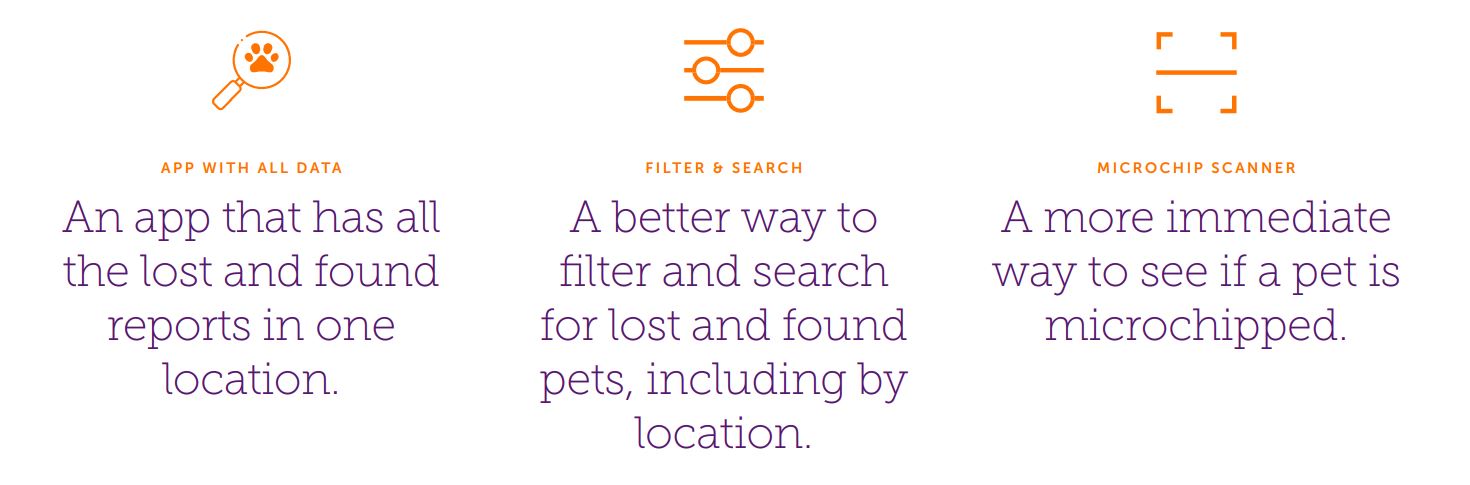 APP WITH ALL DATA
An app that has all
the lost and found
reports in one
location.
FILTER & SEARCH
A better way to
filter and search
for lost and found
pets, including by
location.
MICROCHIP SCANNER
A more immediate
way to see if a pet is
microchipped.